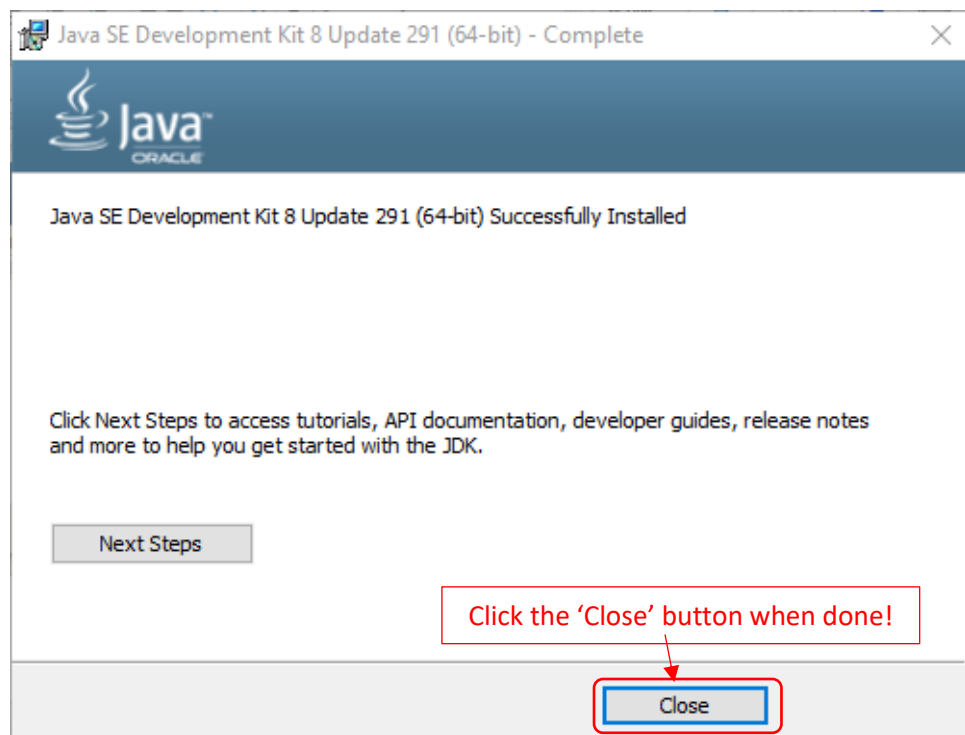 Java SE Development Kit 8 Update 291 (64-bit) - Complete
Java™
ORACLE
Java SE Development Kit 8 Update 291 (64-bit) Successfully Installed
Click Next Steps to access tutorials, API documentation, developer guides, release notes
and more to help you get started with the JDK.
Next Steps
Click the ‘Close’ button when done!
Close